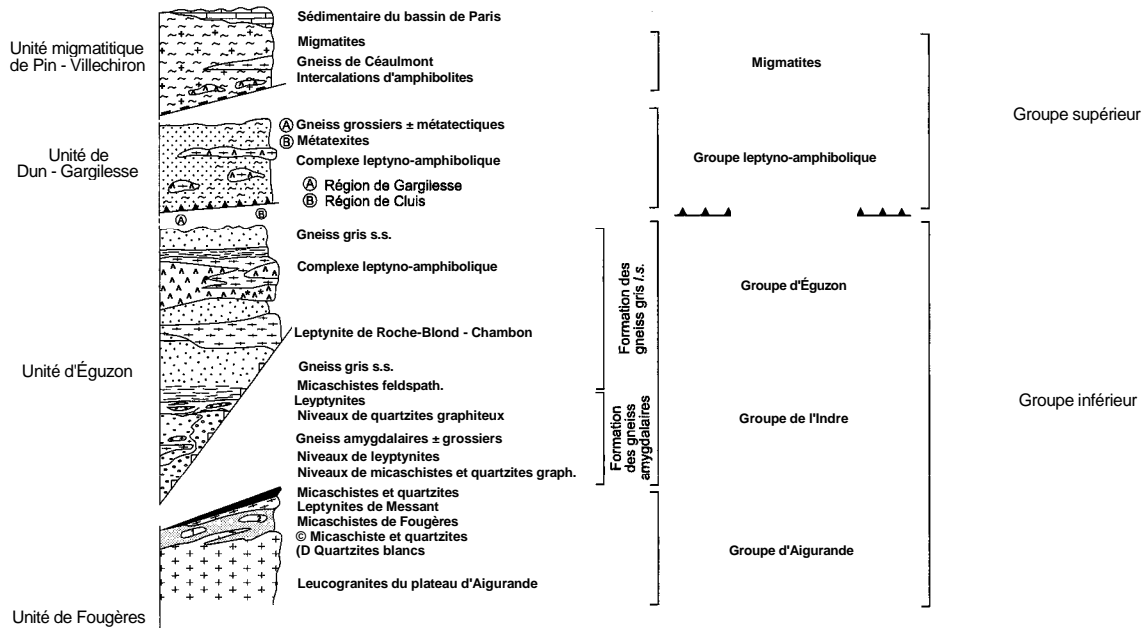 Unité migmatitique
de Pin - Villechiron
Sédimentaire du bassin de Paris
Migmatites
Gneiss de Céaulmont
Intercalations d'amphibolites
Migmatites
Groupe supérieur
Unité de
Dun - Gargilesse
Ⓐ Gneiss grossiers ± métatectiques
Ⓑ Métatexites
Complexe leptyno-amphibolique
Ⓐ Région de Gargilesse
Ⓑ Région de Cluis
Groupe leptyno-amphibolique
Ⓐ Ⓑ
Unité d'Éguzon
Gneiss gris s.s.
Complexe leptyno-amphibolique
Leptynite de Roche-Blond - Chambon
Gneiss gris s.s.
Micaschistes feldspath.
Leyptynites
Niveaux de quartzites graphiteux
Gneiss amygdalaires ± grossiers
Niveaux de leyptynites
Niveaux de micaschistes et quartzites graph.
Formation des
gneiss gris l.s.
Formation
des gneiss
amygdalaires
Groupe d'Éguzon
Groupe de l'Indre
Groupe inférieur
Micaschistes et quartzites
Leptynites de Messant
Micaschistes de Fougères
© Micaschiste et quartzites
(D Quartzites blancs
Leucogranites du plateau d'Aigurande
Groupe d'Aigurande
Unité de Fougères